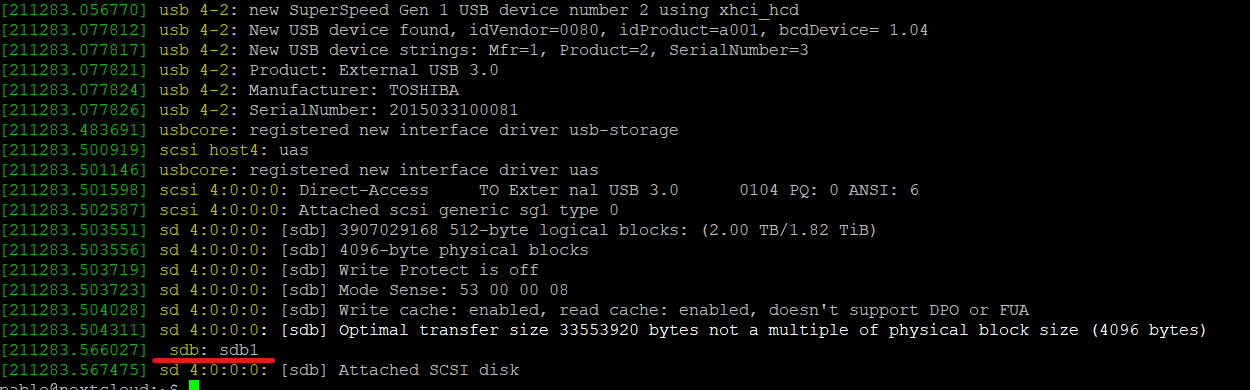 [211283.056770] usb 4-2: new SuperSpeed Gen 1 USB device number 2 using xhci_hcd
[211283.077812] usb 4-2: New USB device found, idVendor=0080, idProduct=a001, bcdDevice= 1.04
[211283.077817] usb 4-2: New USB device strings: Mfr=1, Product=2, SerialNumber=3
[211283.077821] usb 4-2: Product: External USB 3.0
[211283.077824] usb 4-2: Manufacturer: TOSHIBA
[211283.077826] usb 4-2: SerialNumber: 2015033100081
[211283.483691] usbcore: registered new interface driver usb-storage
[211283.500919] scsi host4: uas
[211283.501146] usbcore: registered new interface driver uas
[211283.501598] scsi 4:0:0:0: Direct-Access     TO Exter nal USB 3.0      0104 PQ: 0 ANSI: 6
[211283.502587] scsi 4:0:0:0: Attached scsi generic sg1 type 0
[211283.503551] sd 4:0:0:0: [sdb] 3907029168 512-byte logical blocks: (2.00 TB/1.82 TiB)
[211283.503556] sd 4:0:0:0: [sdb] 4096-byte physical blocks
[211283.503719] sd 4:0:0:0: [sdb] Write Protect is off
[211283.503723] sd 4:0:0:0: [sdb] Mode Sense: 53 00 00 08
[211283.504028] sd 4:0:0:0: [sdb] Write cache: enabled, read cache: enabled, doesn't support DPO or FUA
[211283.504311] sd 4:0:0:0: [sdb] Optimal transfer size 33553920 bytes not a multiple of physical block size (4096 bytes)
[211283.566027]  sdb: sdb1
[211283.567475] sd 4:0:0:0: [sdb] Attached SCSI disk
pablo@nextcloud:~$